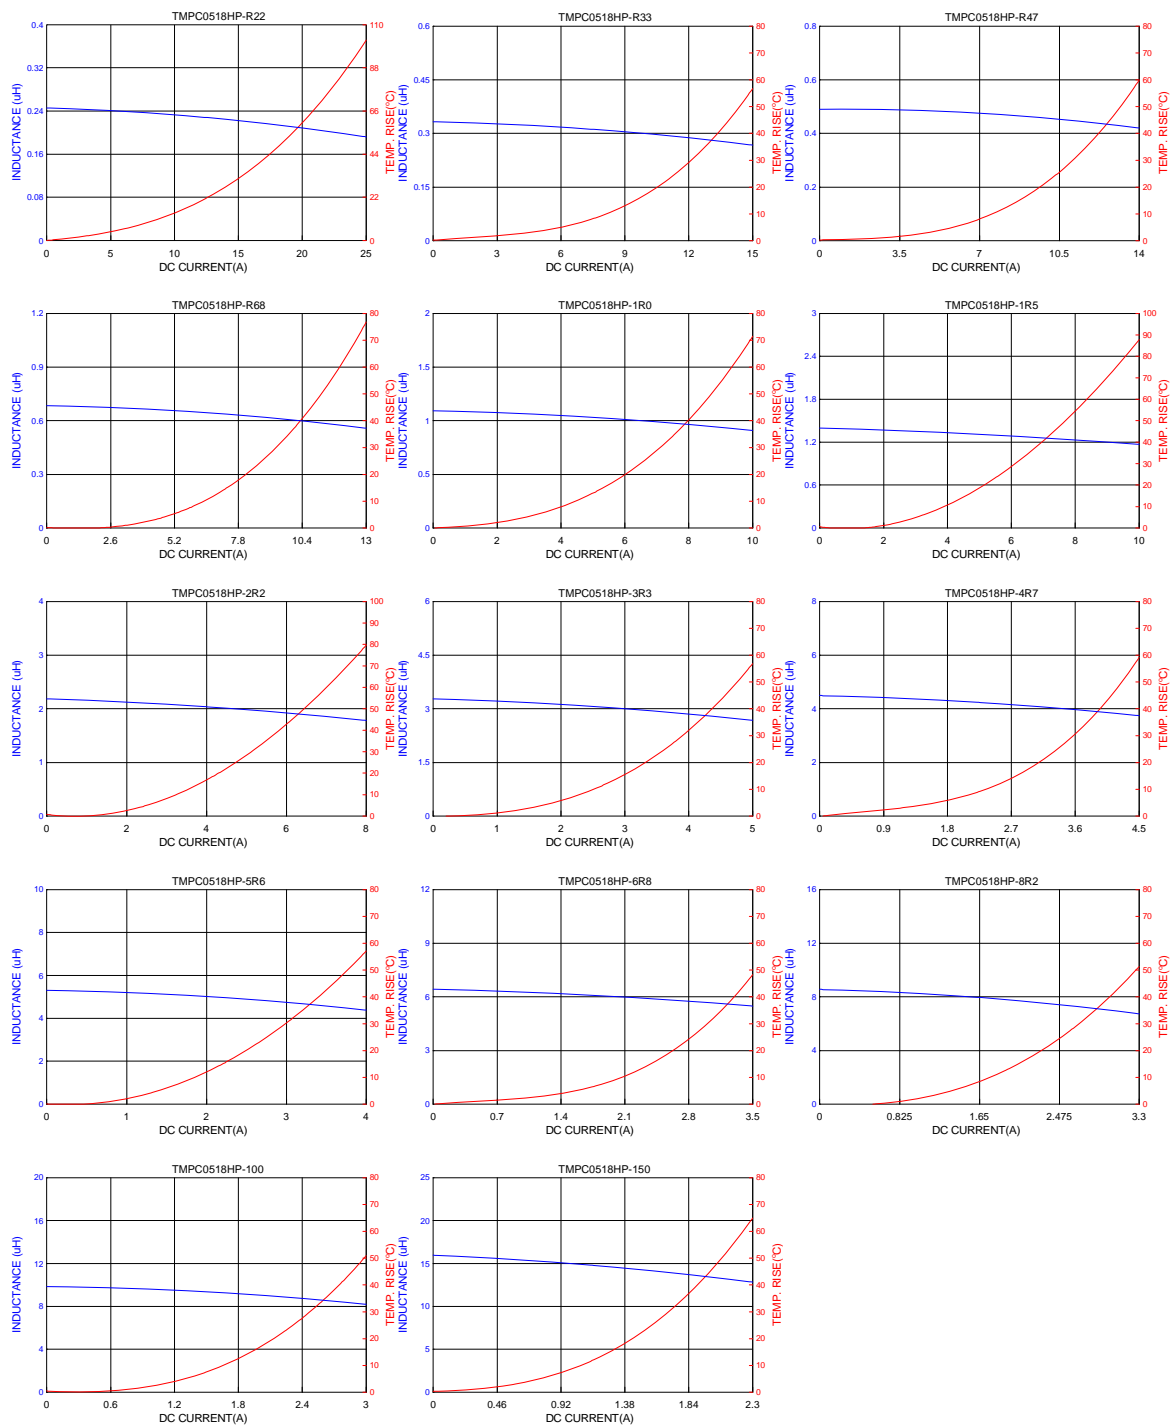 TMPC0518HP-R22
TMPC0518HP-R33
TMPC0518HP-R47
0.4
0.32
0.24
0.16
0.08
0
INDUCTANCE (uH)
110
88
66
44
22
0
TEMP. RISE(°C)
0 5 10 15 20 25
DC CURRENT(A)
0.6
0.45
0.3
0.15
0
INDUCTANCE (uH)
80
70
60
50
40
30
20
10
0
TEMP. RISE(°C)
0 3 6 9 12 15
DC CURRENT(A)
0.8
0.6
0.4
0.2
0
INDUCTANCE (uH)
80
70
60
50
40
30
20
10
0
TEMP. RISE(°C)
0 3.5 7 10.5 14
DC CURRENT(A)
TMPC0518HP-R68
TMPC0518HP-1R0
TMPC0518HP-1R5
1.2
0.9
0.6
0.3
0
INDUCTANCE (uH)
80
70
60
50
40
30
20
10
0
TEMP. RISE(°C)
0 2.6 5.2 7.8 10.4 13
DC CURRENT(A)
2
1.5
1
0.5
0
INDUCTANCE (uH)
80
70
60
50
40
30
20
10
0
TEMP. RISE(°C)
0 2 4 6 8 10
DC CURRENT(A)
3
2.4
1.8
1.2
0.6
0
INDUCTANCE (uH)
100
90
80
70
60
50
40
30
20
10
0
TEMP. RISE(°C)
0 2 4 6 8 10
DC CURRENT(A)
TMPC0518HP-2R2
TMPC0518HP-3R3
TMPC0518HP-4R7
4
3
2
1
0
INDUCTANCE (uH)
100
90
80
70
60
50
40
30
20
10
0
TEMP. RISE(°C)
0 2 4 6 8
DC CURRENT(A)
6
4.5
3
1.5
0
INDUCTANCE (uH)
80
70
60
50
40
30
20
10
0
TEMP. RISE(°C)
0 1 2 3 4 5
DC CURRENT(A)
8
6
4
2
0
INDUCTANCE (uH)
80
70
60
50
40
30
20
10
0
TEMP. RISE(°C)
0 0.9 1.8 2.7 3.6 4.5
DC CURRENT(A)
TMPC0518HP-5R6
TMPC0518HP-6R8
TMPC0518HP-8R2
10
8
6
4
2
0
INDUCTANCE (uH)
80
70
60
50
40
30
20
10
0
TEMP. RISE(°C)
0 1 2 3 4
DC CURRENT(A)
12
9
6
3
0
INDUCTANCE (uH)
80
70
60
50
40
30
20
10
0
TEMP. RISE(°C)
0 0.7 1.4 2.1 2.8 3.5
DC CURRENT(A)
16
12
8
4
0
INDUCTANCE (uH)
80
70
60
50
40
30
20
10
0
TEMP. RISE(°C)
0 0.825 1.65 2.475 3.3
DC CURRENT(A)
TMPC0518HP-100
TMPC0518HP-150
20
16
12
8
4
0
INDUCTANCE (uH)
80
70
60
50
40
30
20
10
0
TEMP. RISE(°C)
0 0.6 1.2 1.8 2.4 3
DC CURRENT(A)
25
20
15
10
5
0
INDUCTANCE (uH)
80
70
60
50
40
30
20
10
0
TEMP. RISE(°C)
0 0.46 0.92 1.38 1.84 2.3
DC CURRENT(A)